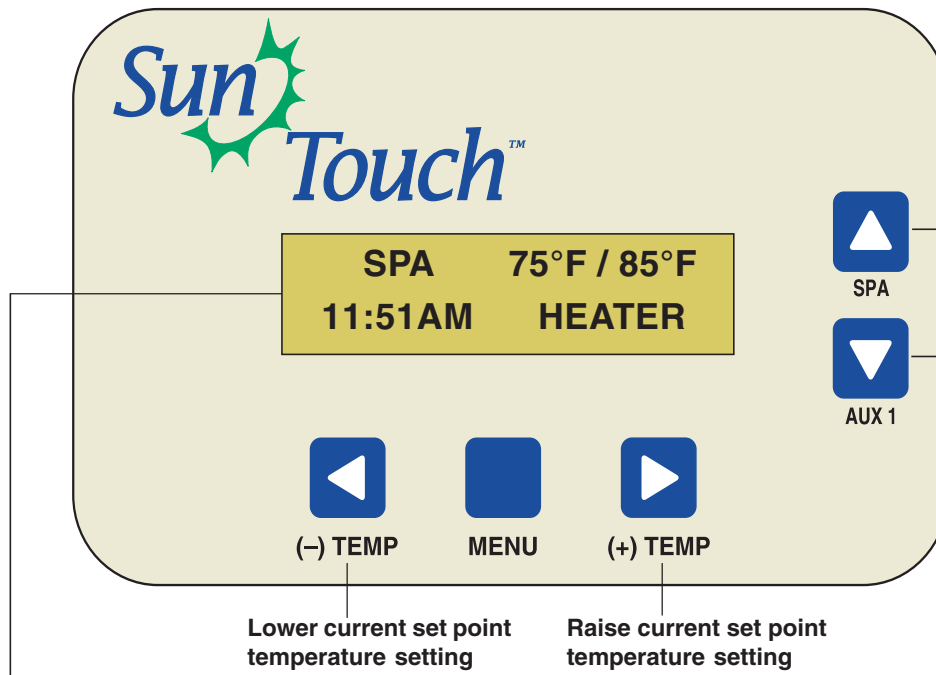 Sun
Touch™
SPA 75°F / 85°F
11:51AM HEATER
SPA
AUX 1
(–) TEMP MENU (+) TEMP
Lower current set point
temperature setting
Raise current set point
temperature setting